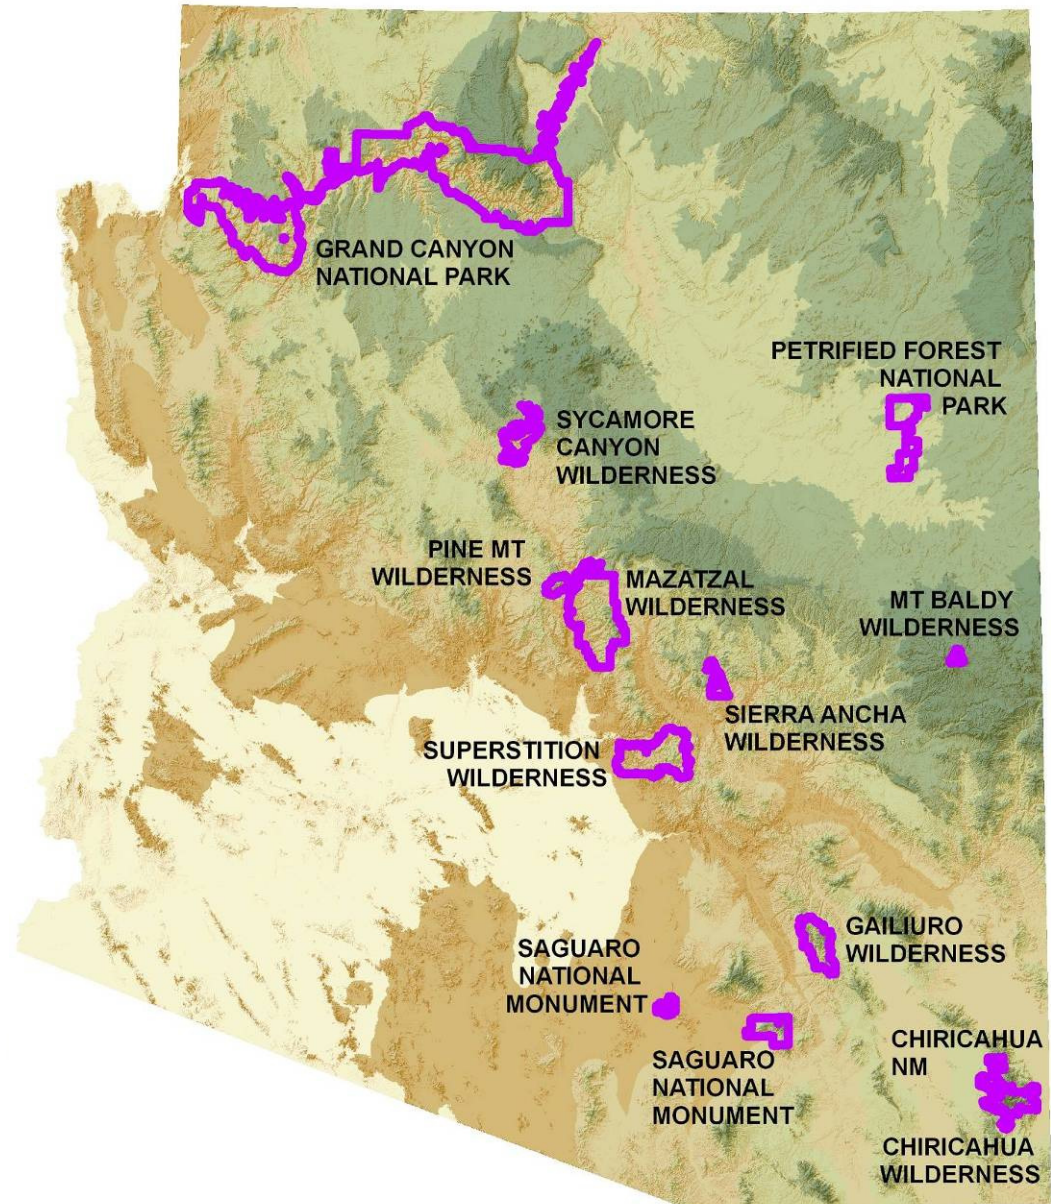 GRAND CANYON
NATIONAL PARK
PETRIFIED FOREST
NATIONAL
PARK
SYCAMORE
CANYON
WILDERNESS
PINE MT
WILDERNESS
MAZATZAL
WILDERNESS
MT BALDY
WILDERNESS
SIERRA ANCHA
WILDERNESS
SUPERSTITION
WILDERNESS
GAILIURO
WILDERNESS
SAGUARO
NATIONAL
MONUMENT
SAGUARO
NATIONAL
MONUMENT
CHIRICAHUA
NM
CHIRICAHUA
WILDERNESS